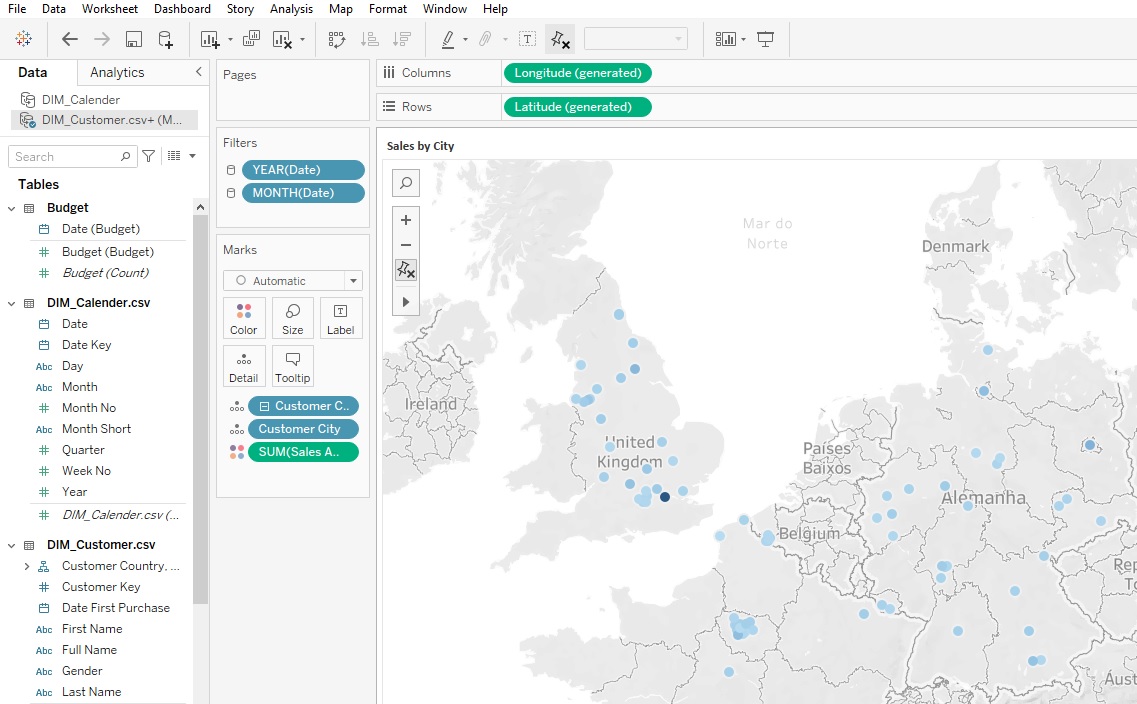 File Data Worksheet Dashboard Story Analysis Map Format Window Help
Data Analytics
DIM_Calender
DIM_Customer.csv+ (M...
Search
Tables
Budget
Date (Budget)
Budget (Budget)
Budget (Count)
DIM_Calender.csv
Date
Date Key
Abc Day
Abc Month
Month No
Abc Month Short
Quarter
Week No
Year
DIM_Calender.csv (...
DIM_Customer.csv
Customer Country, ...
Customer Key
Date First Purchase
Abc First Name
Abc Full Name
Abc Gender
Abc Last Name
Pages
Filters
YEAR(Date)
MONTH(Date)
Marks
Automatic
Color Size Label
Detail Tooltip
Customer C..
Customer City
SUM(Sales A..
Columns Longitude (generated)
Rows Latitude (generated)
Sales by City
Mar do
Norte
Denmark
Ireland
United
Kingdom
Países
Baixos
Alemanha
Belgium
Rep
Tc
Áust